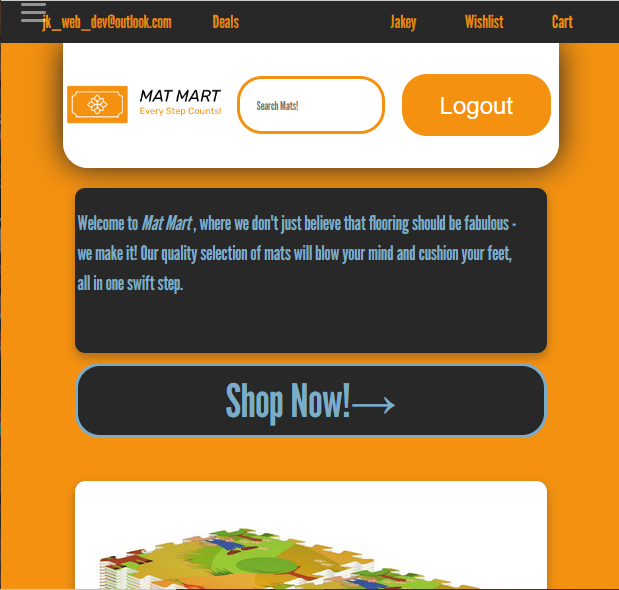 jk_web_dev@outlook.com Deals Jakey Wishlist Cart
MAT MART
Every Step Counts!
Search Mats!
Logout
Welcome to Mat Mart, where we don't just believe that flooring should be fabulous -
we make it! Our quality selection of mats will blow your mind and cushion your feet,
all in one swift step.
Shop Now!→